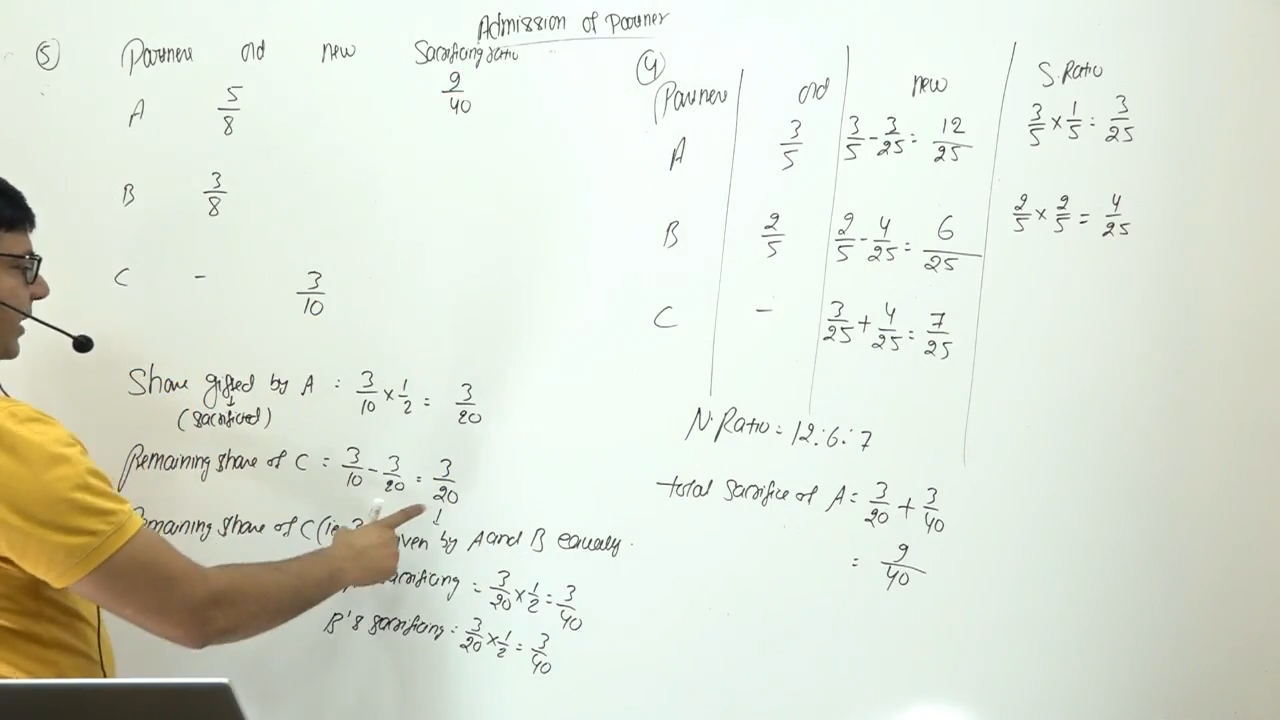 Admission of Partner
⑤ Partners old new Sacrificing ratio
A 5/8 9/40
B 3/8
C - 3/10
Share gifted by A : 3/10 × 1/2 = 3/20
↓
(sacrificed)
Remaining share of C = 3/10 - 3/20 = 3/20
↓
Remaining share of C (ie 3 given by A and B equally.
sacrificing = 3/20 × 1/2 = 3/40
B's sacrificing = 3/20 × 1/2 = 3/40
④
Partners old new S.Ratio
A 3/5 3/5 - 3/25 = 12/25 3/5 × 1/5 = 3/25
B 2/5 2/5 - 4/25 = 6/25 2/5 × 2/5 = 4/25
C - 3/25 + 4/25 = 7/25
N.Ratio = 12:6:7
total sacrifice of A = 3/20 + 3/40
= 9/40